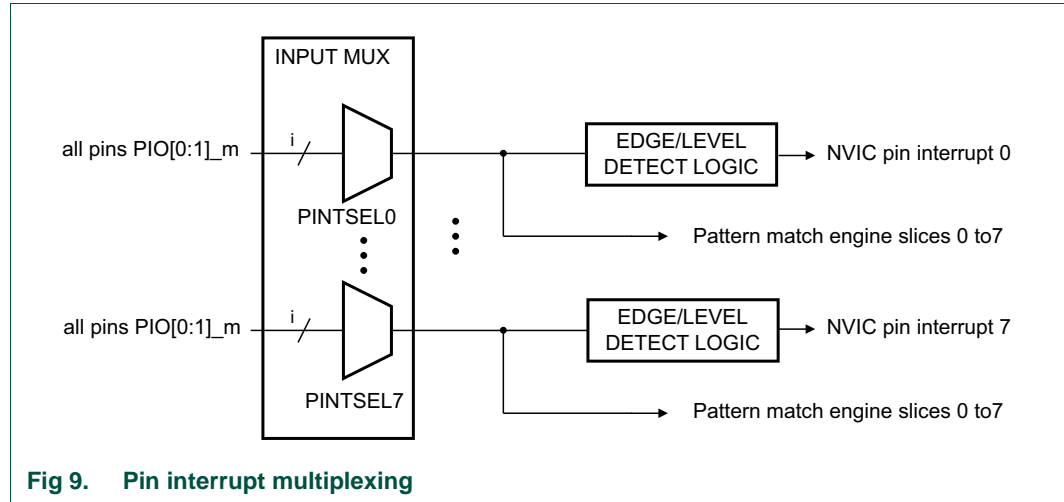 INPUT MUX
all pins PIO[0:1]_m
i
PINTSEL0
EDGE/LEVEL
DETECT LOGIC
NVIC pin interrupt 0
Pattern match engine slices 0 to7
all pins PIO[0:1]_m
i
PINTSEL7
EDGE/LEVEL
DETECT LOGIC
NVIC pin interrupt 7
Pattern match engine slices 0 to7
Fig 9. Pin interrupt multiplexing